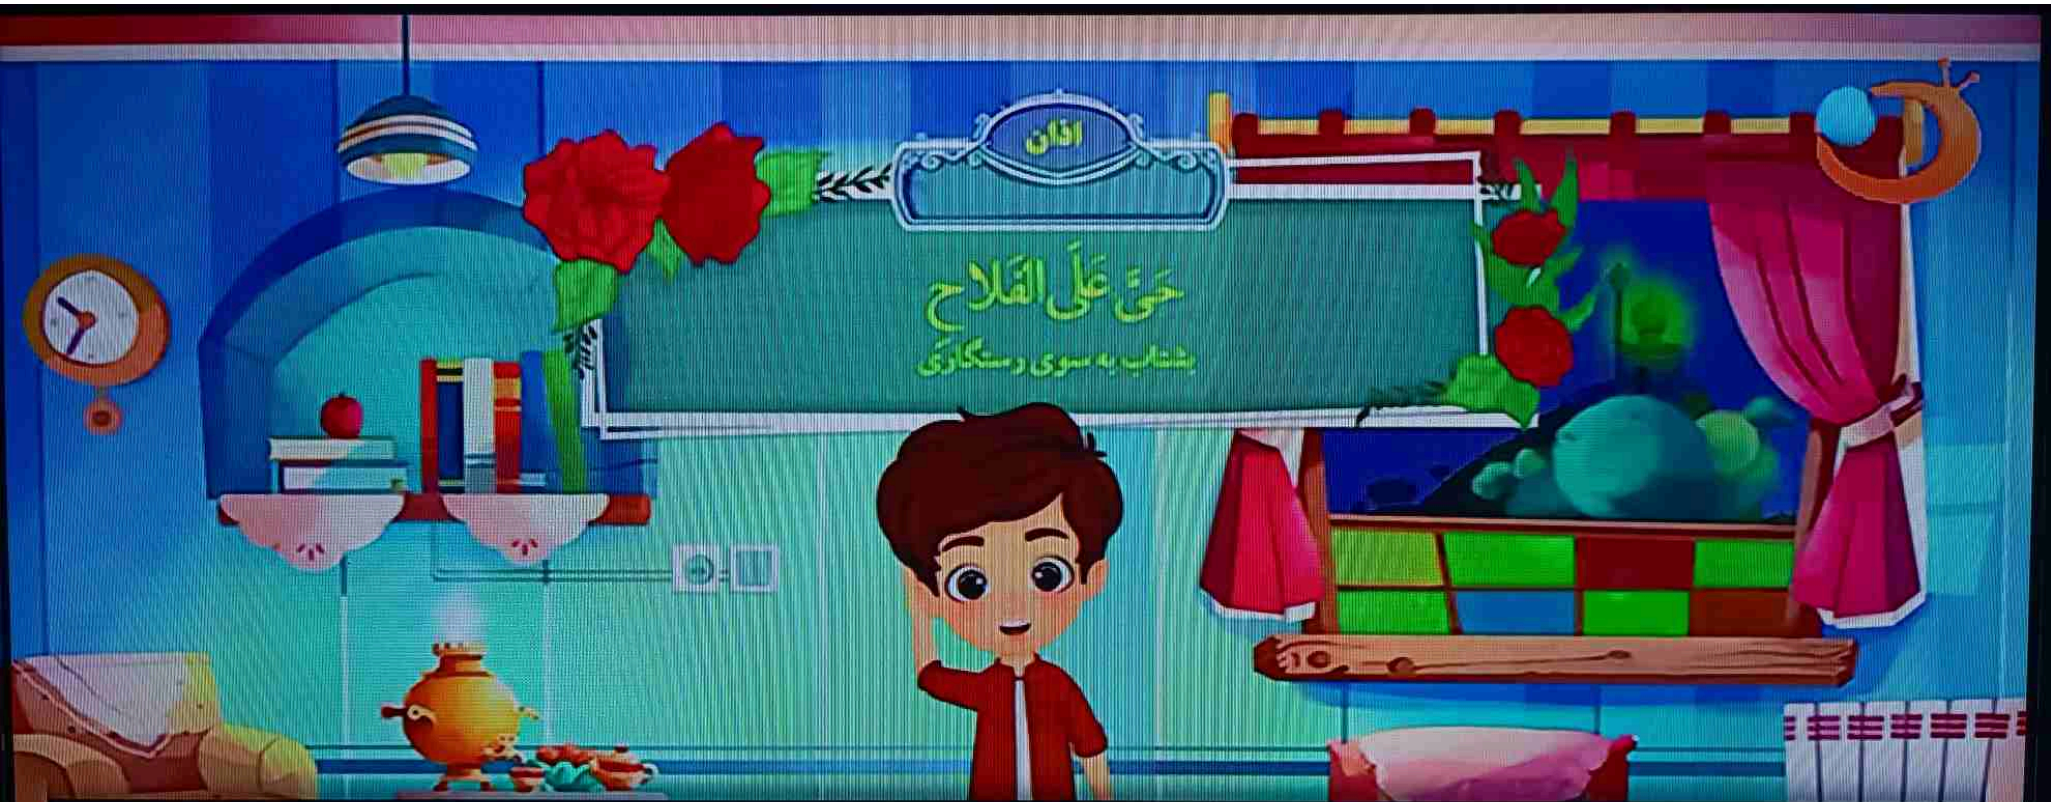 اذان
حَیَّ عَلَی الفَلاح
بشتاب به سوی رستگاری